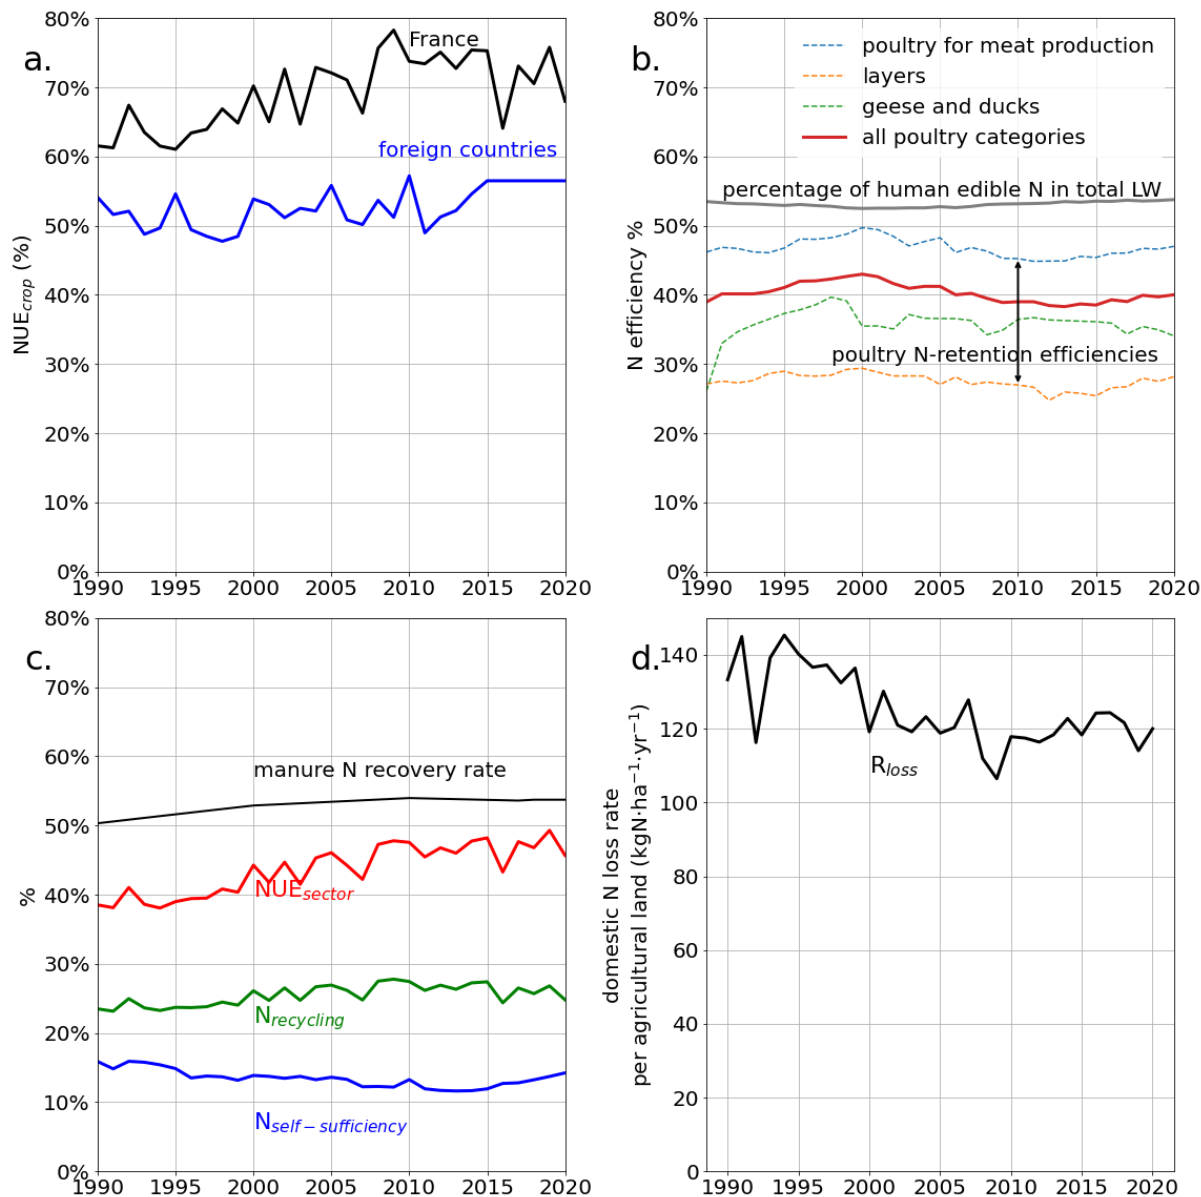 a.
80%
70%
60%
50%
40%
30%
20%
10%
0%
NUE_crop (%)
France
foreign countries
1990 1995 2000 2005 2010 2015 2020
b.
80%
70%
60%
50%
40%
30%
20%
10%
0%
N efficiency %
poultry for meat production
layers
geese and ducks
all poultry categories
percentage of human edible N in total LW
poultry N-retention efficiencies
1990 1995 2000 2005 2010 2015 2020
c.
80%
70%
60%
50%
40%
30%
20%
10%
0%
%
manure N recovery rate
NUE_sector
N_recycling
N_self−sufficiency
1990 1995 2000 2005 2010 2015 2020
d.
140
120
100
80
60
40
20
0
domestic N loss rate
per agricultural land (kgN·ha⁻¹·yr⁻¹)
R_loss
1990 1995 2000 2005 2010 2015 2020